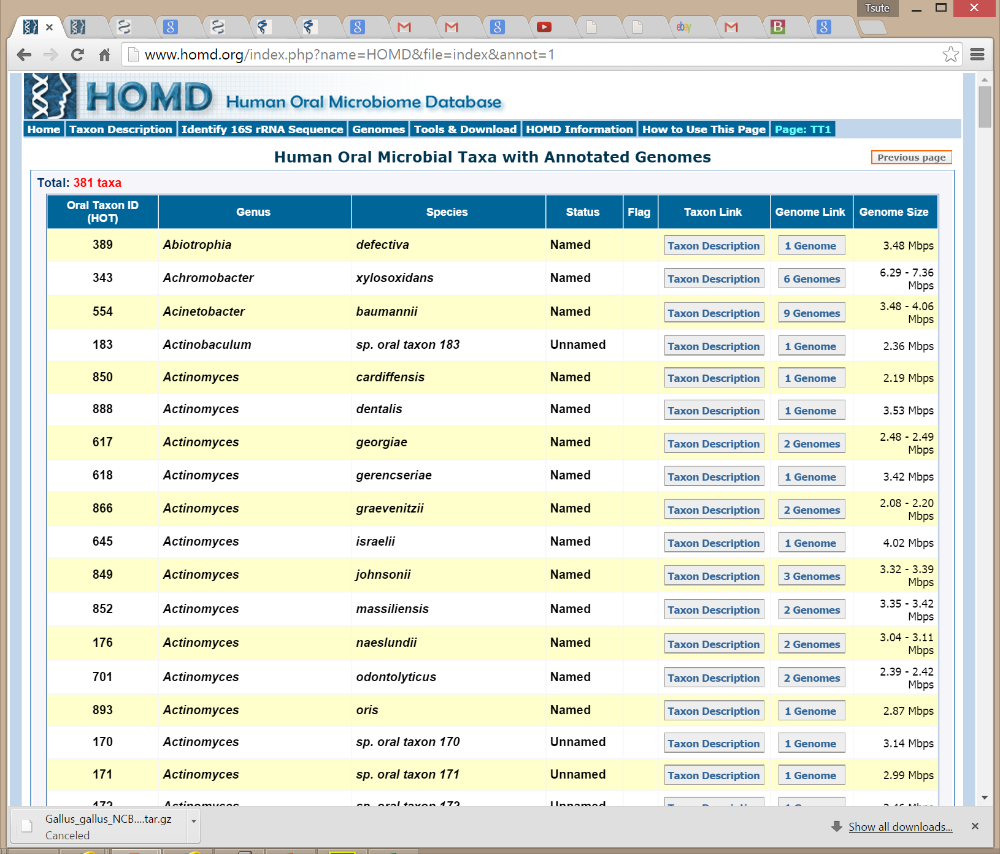 Tsute
www.homd.org/index.php?name=HOMD&file=index&annot=1
HOMD Human Oral Microbiome Database
Home Taxon Description Identify 16S rRNA Sequence Genomes Tools & Download HOMD Information How to Use This Page Page: TT1
Human Oral Microbial Taxa with Annotated Genomes
Previous page
Total: 381 taxa
Oral Taxon ID (HOT) Genus Species Status Flag Taxon Link Genome Link Genome Size
389 Abiotrophia defectiva Named Taxon Description 1 Genome 3.48 Mbps
343 Achromobacter xylosoxidans Named Taxon Description 6 Genomes 6.29 - 7.36 Mbps
554 Acinetobacter baumannii Named Taxon Description 9 Genomes 3.48 - 4.06 Mbps
183 Actinobaculum sp. oral taxon 183 Unnamed Taxon Description 1 Genome 2.36 Mbps
850 Actinomyces cardiffensis Named Taxon Description 1 Genome 2.19 Mbps
888 Actinomyces dentalis Named Taxon Description 1 Genome 3.53 Mbps
617 Actinomyces georgiae Named Taxon Description 2 Genomes 2.48 - 2.49 Mbps
618 Actinomyces gerencseriae Named Taxon Description 1 Genome 3.42 Mbps
866 Actinomyces graevenitzii Named Taxon Description 2 Genomes 2.08 - 2.20 Mbps
645 Actinomyces israelii Named Taxon Description 1 Genome 4.02 Mbps
849 Actinomyces johnsonii Named Taxon Description 3 Genomes 3.32 - 3.39 Mbps
852 Actinomyces massiliensis Named Taxon Description 2 Genomes 3.35 - 3.42 Mbps
176 Actinomyces naeslundii Named Taxon Description 2 Genomes 3.04 - 3.11 Mbps
701 Actinomyces odontolyticus Named Taxon Description 2 Genomes 2.39 - 2.42 Mbps
893 Actinomyces oris Named Taxon Description 1 Genome 2.87 Mbps
170 Actinomyces sp. oral taxon 170 Unnamed Taxon Description 1 Genome 3.14 Mbps
171 Actinomyces sp. oral taxon 171 Unnamed Taxon Description 1 Genome 2.99 Mbps
172 Actinomyces sp. oral taxon 172 Unnamed
Gallus_gallus_NCB....tar.gz
Canceled
Show all downloads...